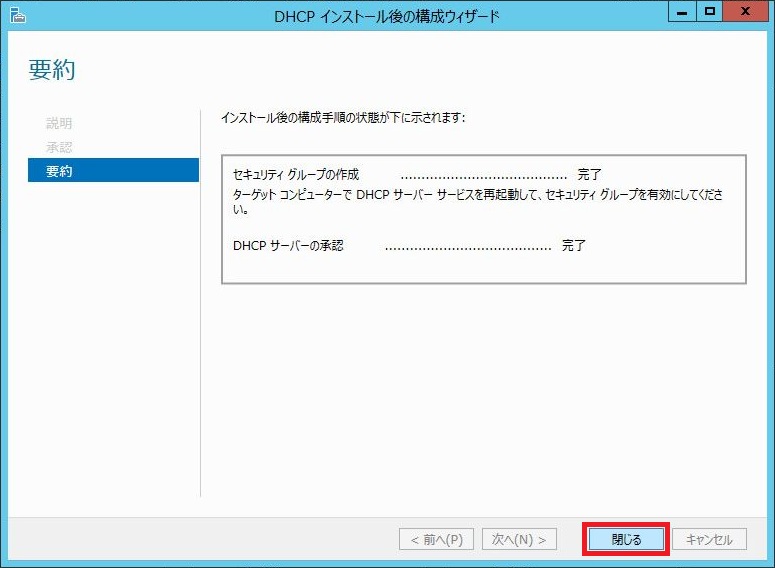 DHCP インストール後の構成ウィザード
要約
説明
承認
要約
インストール後の構成手順の状態が下に示されます:
セキュリティ グループの作成 ........................................ 完了
ターゲット コンピューターで DHCP サーバー サービスを再起動して、セキュリティ グループを有効にしてくださ
い。
DHCP サーバーの承認 ........................................ 完了
< 前へ(P) 次へ(N) > 閉じる キャンセル